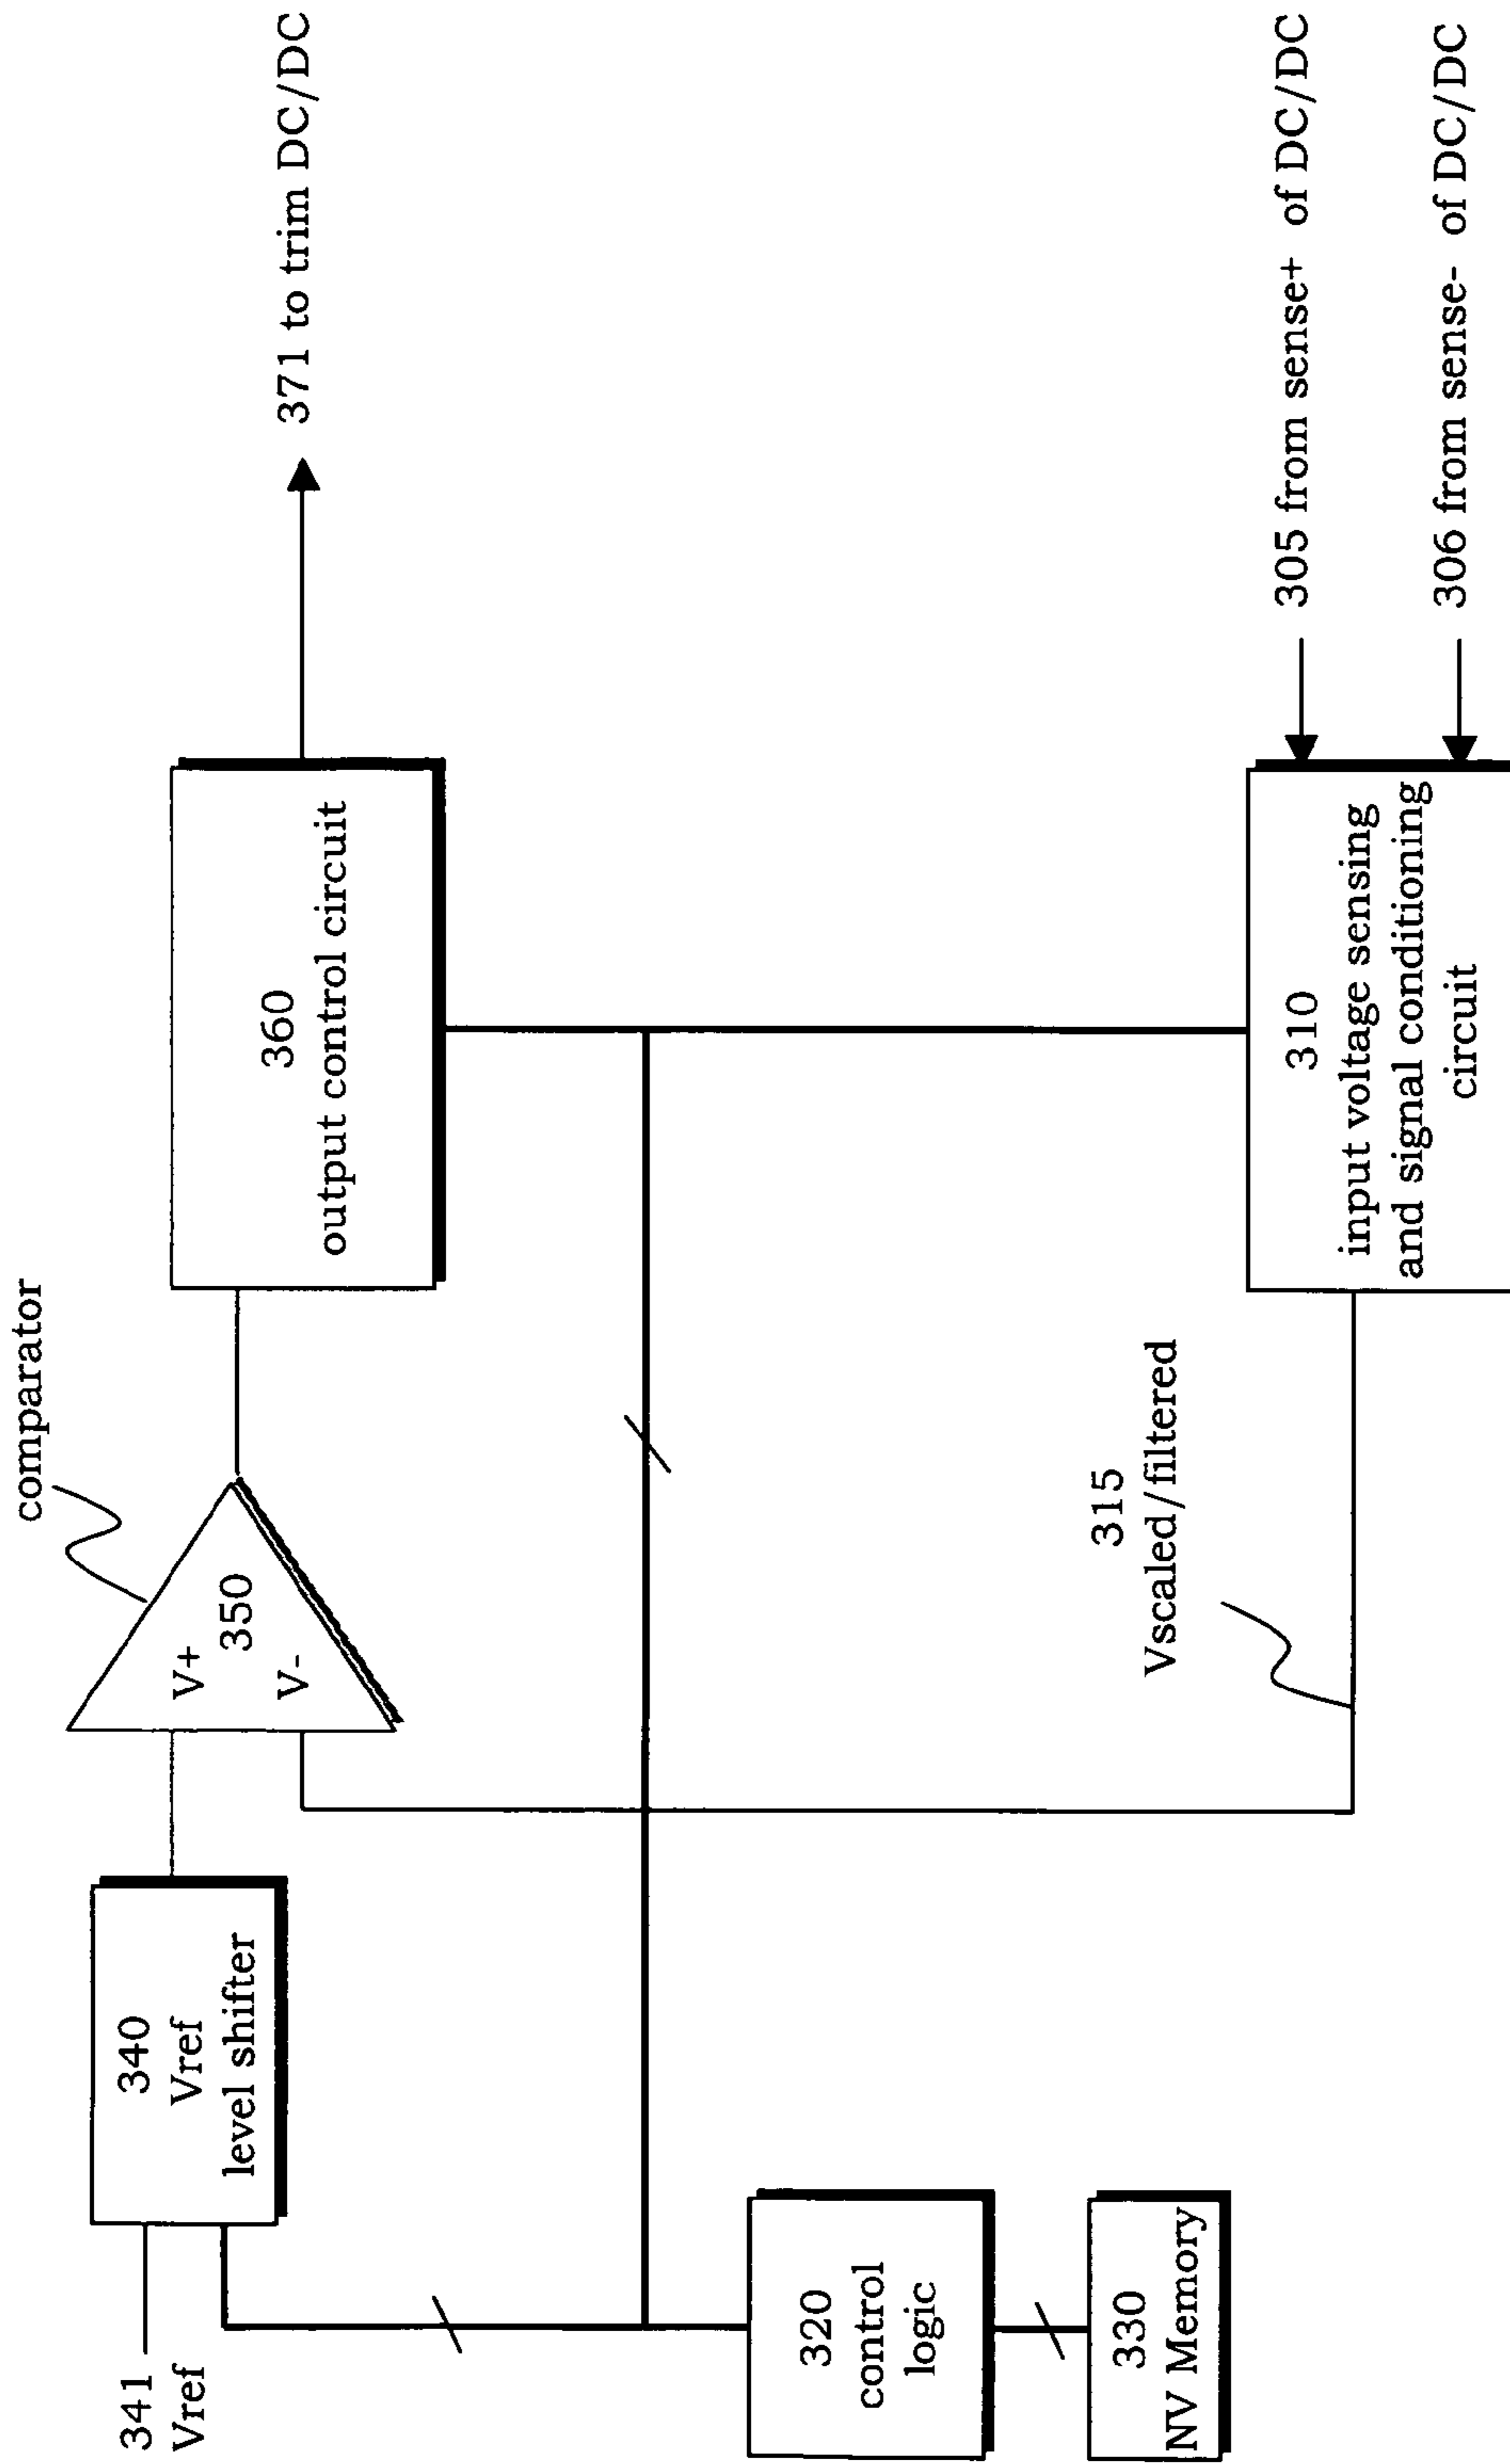 comparator
341
Vref
340
Vref
level shifter
V+
350
V-
360
output control circuit
371 to trim DC/DC
320
control
logic
330
NV Memory
315
Vscaled/filtered
310
input voltage sensing
and signal conditioning
circuit
305 from sense+ of DC/DC
306 from sense- of DC/DC